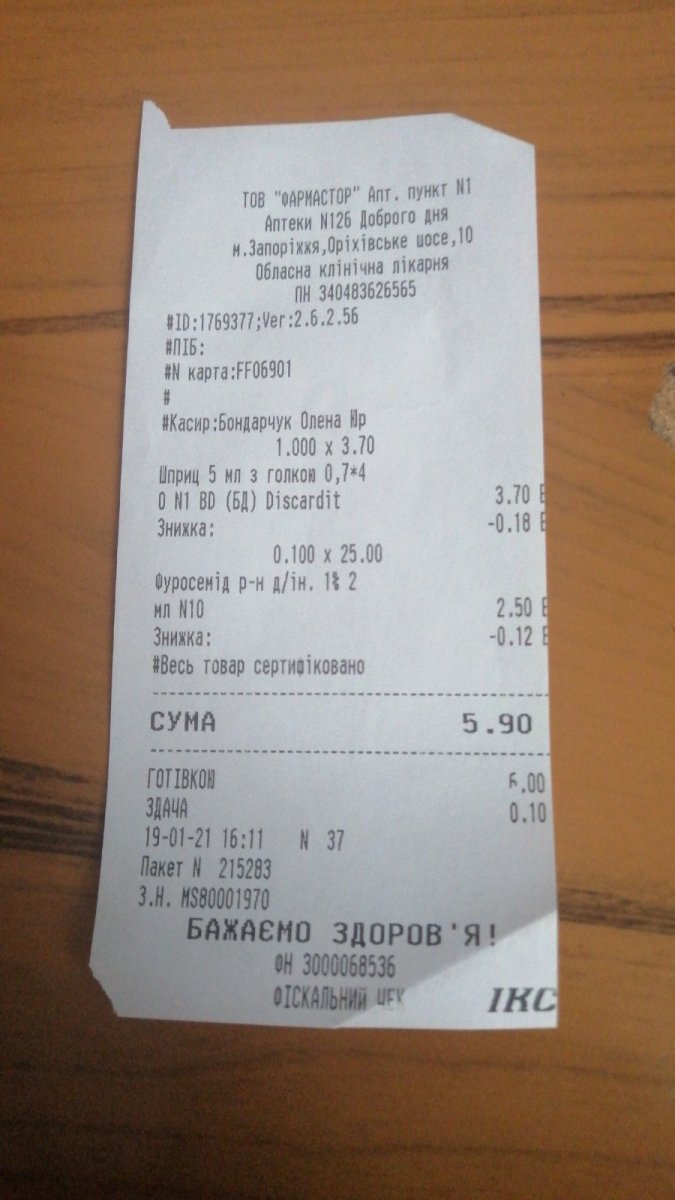 ТОВ "ФАРМАСТОР" Апт. пункт N1
Аптеки N126 Доброго дня
м.Запоріжжя,Оріхівське шосе,10
Обласна клінічна лікарня
ПН 340483626565
#ID:1769377;Ver:2.6.2.56
#ПІБ:
#N карта:FF06901
#
#Касир:Бондарчук Олена Юр
1.000 x 3.70
Шприц 5 мл з голкою 0,7*4
0 N1 BD (БД) Discardit 3.70
Знижка: -0.18
0.100 x 25.00
Фуросемід р-н д/ін. 1% 2
мл N10 2.50
Знижка: -0.12
#Весь товар сертифіковано
СУМА 5.90
ГОТІВКОЮ 6.00
ЗДАЧА 0.10
19-01-21 16:11 N 37
Пакет N 215283
З.Н. MS80001970
БАЖАЄМО ЗДОРОВ'Я!
ФН 3000068536
ФІСКАЛЬНИЙ ЧЕК ІКС